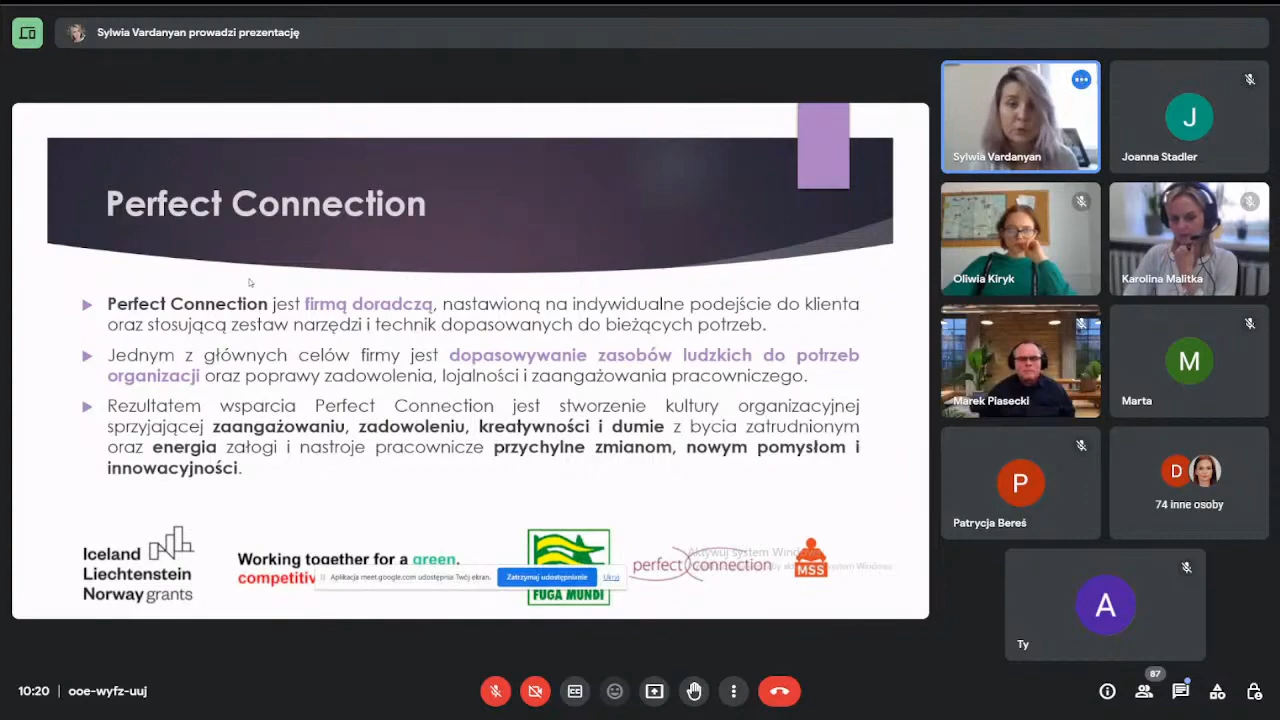 Sylwia Vardanyan prowadzi prezentację
Perfect Connection
Perfect Connection jest firmą doradczą, nastawioną na indywidualne podejście do klienta
oraz stosującą zestaw narzędzi i technik dopasowanych do bieżących potrzeb.
Jednym z głównych celów firmy jest dopasowywanie zasobów ludzkich do potrzeb
organizacji oraz poprawy zadowolenia, lojalności i zaangażowania pracowniczego.
Rezultatem wsparcia Perfect Connection jest stworzenie kultury organizacyjnej
sprzyjającej zaangażowaniu, zadowoleniu, kreatywności i dumie z bycia zatrudnionym
oraz energia załogi i nastroje pracownicze przychylne zmianom, nowym pomysłom i
innowacyjności.
Iceland
Liechtenstein
Norway grants
Working together for a green,
competitiv
Aplikacja meet.google.com udostępnia Twój ekran.
Zatrzymaj udostępnianie
Ukryj
FUGA MUNDI
perfect connection
Aktywuj system Windows
MSS
Sylwia Vardanyan
J
Joanna Stadler
Oliwia Kiryk
Karolina Malitka
Marek Piasecki
M
Marta
P
Patrycja Bereś
D
74 inne osoby
A
Ty
10:20 | ooe-wyfz-uuj
87